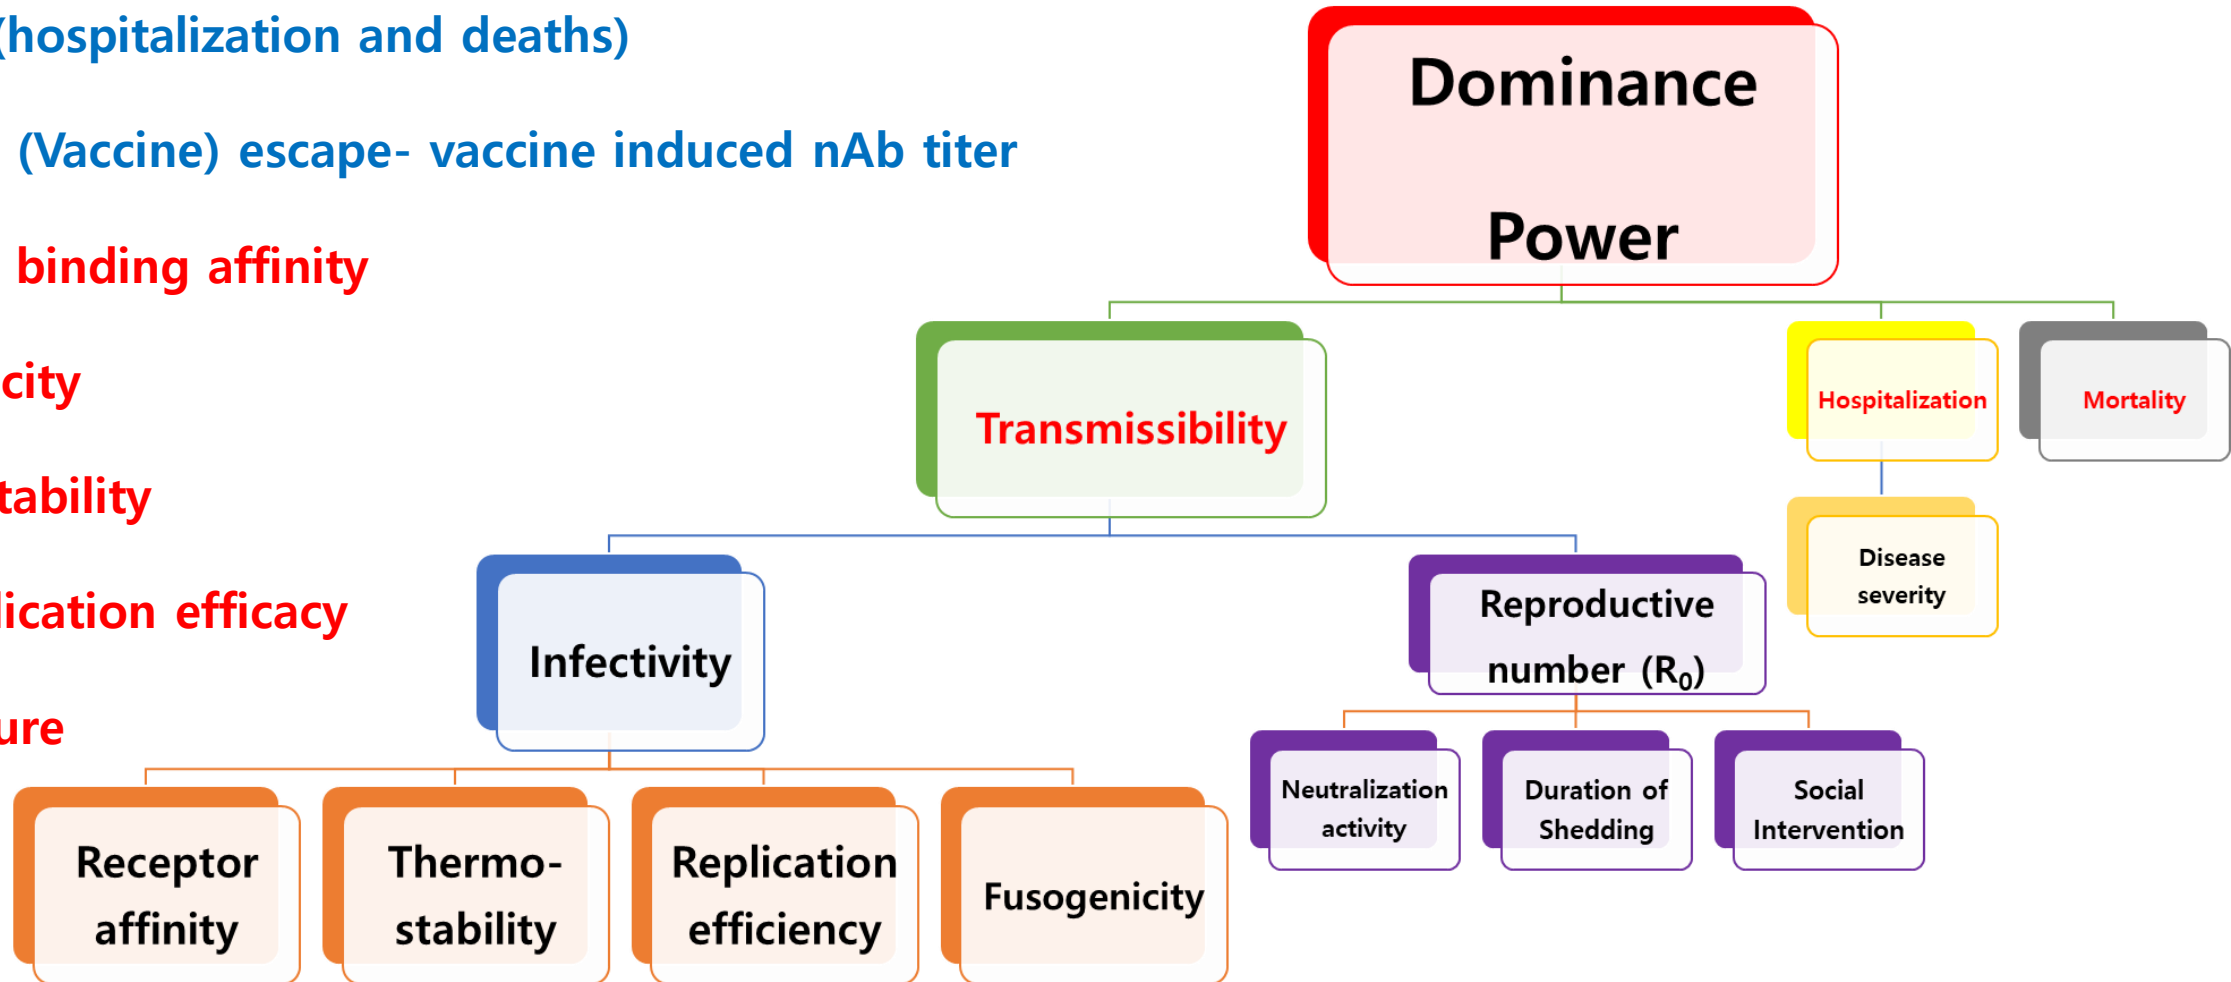 (hospitalization and deaths)
(Vaccine) escape- vaccine induced nAb titer
binding affinity
city
tability
lication efficacy
ure
Dominance
Power
Transmissibility
Hospitalization
Mortality
Disease
severity
Infectivity
Reproductive
number (R₀)
Receptor
affinity
Thermo-
stability
Replication
efficiency
Fusogenicity
Neutralization
activity
Duration of
Shedding
Social
Intervention